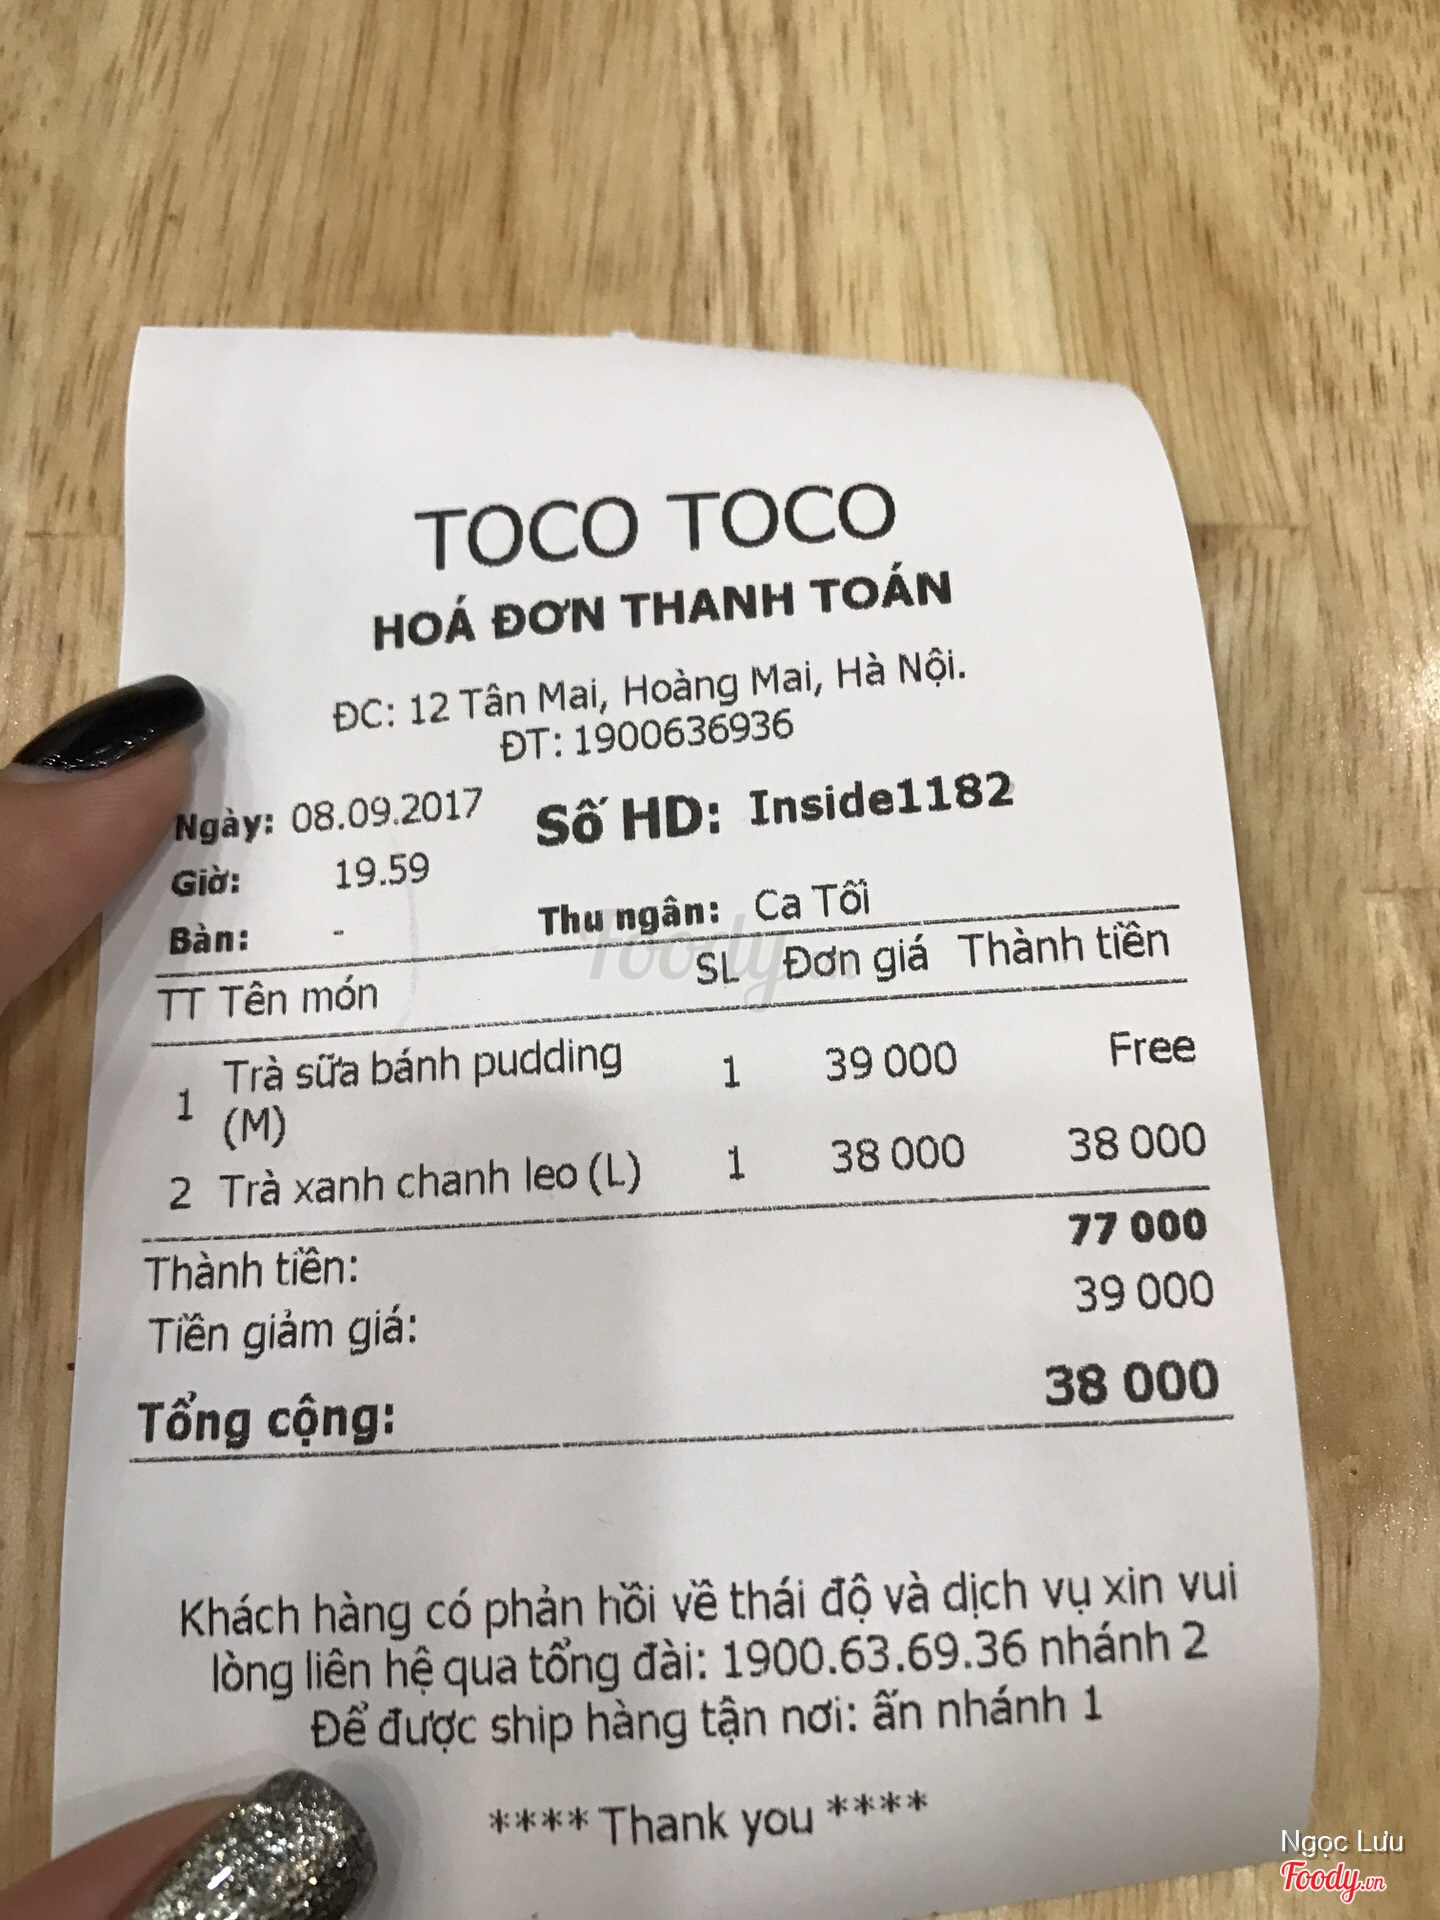 TOCO TOCO
HOÁ ĐƠN THANH TOÁN
ĐC: 12 Tân Mai, Hoàng Mai, Hà Nội.
ĐT: 1900636936
Ngày: 08.09.2017 Số HD: Inside1182
Giờ: 19.59
Bàn: - Thu ngân: Ca Tối
TT Tên món SL Đơn giá Thành tiền
1 Trà sữa bánh pudding (M) 1 39 000 Free
2 Trà xanh chanh leo (L) 1 38 000 38 000
Thành tiền: 77 000
Tiền giảm giá: 39 000
Tổng cộng: 38 000
Khách hàng có phản hồi về thái độ và dịch vụ xin vui
lòng liên hệ qua tổng đài: 1900.63.69.36 nhánh 2
Để được ship hàng tận nơi: ấn nhánh 1
**** Thank you ****
Ngọc Lưu
Foody.vn